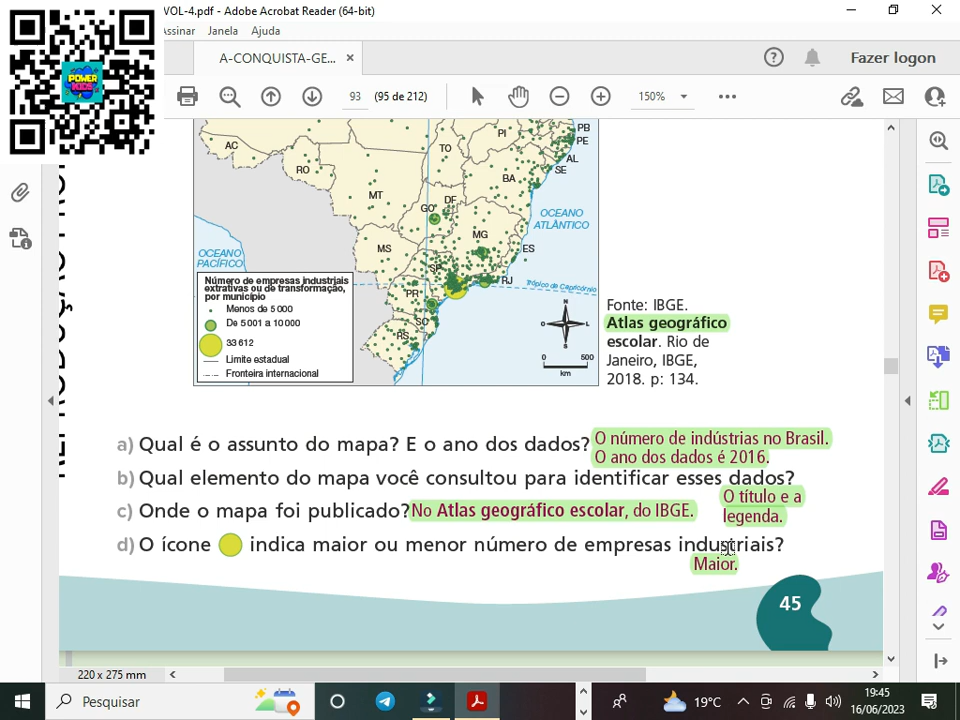 VOL-4.pdf - Adobe Acrobat Reader (64-bit)
Assinar Janela Ajuda
POWER KIDS
A-CONQUISTA-GE... ×
Fazer logon
93 (95 de 212) 150%
AC
RO
MT
TO
PI
PB
PE
AL
SE
BA
DF
GO
MS
MG
ES
SP
RJ
PR
SC
RS
OCEANO ATLÂNTICO
OCEANO PACÍFICO
Trópico de Capricórnio
Número de empresas industriais
extrativas ou de transformação,
por município
Menos de 5 000
De 5 001 a 10 000
33 612
Limite estadual
Fronteira internacional
N
O L
S
0 500
km
Fonte: IBGE.
Atlas geográfico
escolar. Rio de
Janeiro, IBGE,
2018. p: 134.
a) Qual é o assunto do mapa? E o ano dos dados? O número de indústrias no Brasil.
O ano dos dados é 2016.
b) Qual elemento do mapa você consultou para identificar esses dados?
O título e a
legenda.
c) Onde o mapa foi publicado? No Atlas geográfico escolar, do IBGE.
d) O ícone indica maior ou menor número de empresas industriais?
Maior.
45
220 x 275 mm
Pesquisar
19°C
19:45
16/06/2023